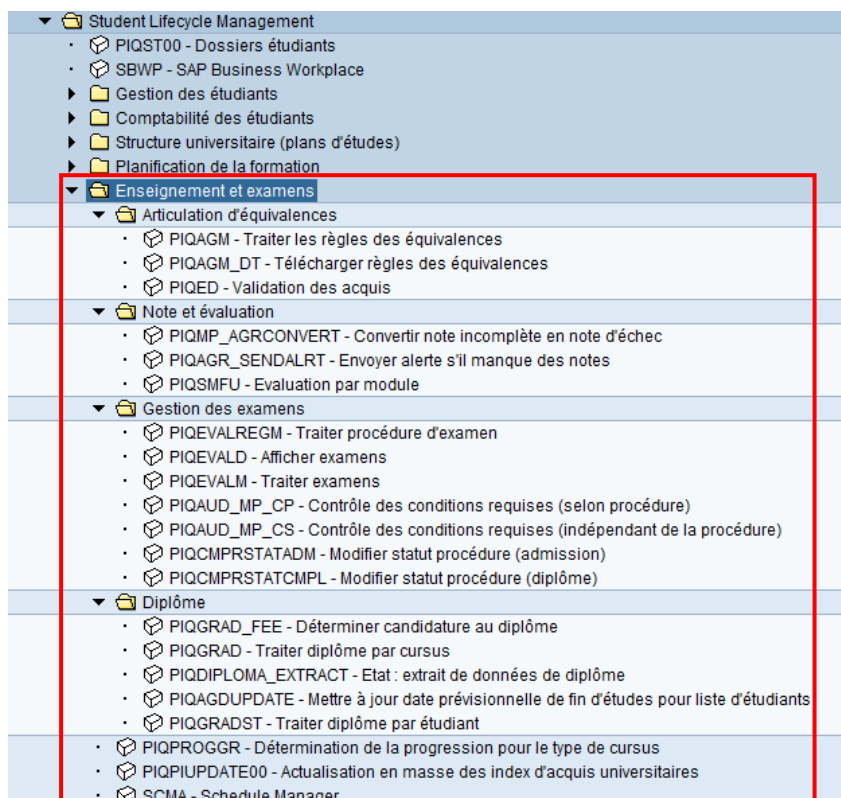 Student Lifecycle Management
PIQST00 - Dossiers étudiants
SBWP - SAP Business Workplace
Gestion des étudiants
Comptabilité des étudiants
Structure universitaire (plans d'études)
Planification de la formation
Enseignement et examens
Articulation d'équivalences
PIQAGM - Traiter les règles des équivalences
PIQAGM_DT - Télécharger règles des équivalences
PIQED - Validation des acquis
Note et évaluation
PIQMP_AGRCONVERT - Convertir note incomplète en note d'échec
PIQAGR_SENDALRT - Envoyer alerte s'il manque des notes
PIQSMFU - Evaluation par module
Gestion des examens
PIQEVALREGM - Traiter procédure d'examen
PIQEVALD - Afficher examens
PIQEVALM - Traiter examens
PIQAUD_MP_CP - Contrôle des conditions requises (selon procédure)
PIQAUD_MP_CS - Contrôle des conditions requises (indépendant de la procédure)
PIQCMPRSTATADM - Modifier statut procédure (admission)
PIQCMPRSTATCMPL - Modifier statut procédure (diplôme)
Diplôme
PIQGRAD_FEE - Déterminer candidature au diplôme
PIQGRAD - Traiter diplôme par cursus
PIQDIPLOMA_EXTRACT - Etat : extrait de données de diplôme
PIQAGDUPDATE - Mettre à jour date prévisionnelle de fin d'études pour liste d'étudiants
PIQGRADST - Traiter diplôme par étudiant
PIQPROGGR - Détermination de la progression pour le type de cursus
PIQPIUPDATE00 - Actualisation en masse des index d'acquis universitaires
SCMA - Schedule Manager